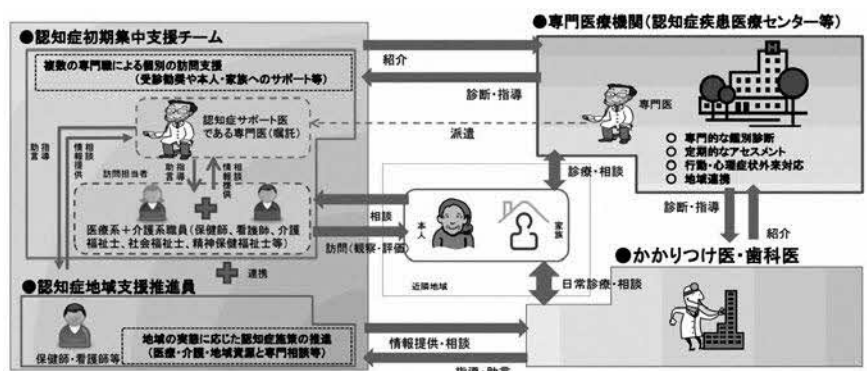 ●認知症初期集中支援チーム
複数の専門職による個別の訪問支援
(受診勧奨や本人・家族へのサポート等)
認知症サポート医
である専門医(嘱託)
指導
助言
相談
情報提供
訪問担当者
指導
助言
相談
情報提供
医療系+介護系職員(保健師、看護師、介護
福祉士、社会福祉士、精神保健福祉士等)
連携
●認知症地域支援推進員
保健師・看護師等
地域の実態に応じた認知症施策の推進
(医療・介護・地域資源と専門相談等)
紹介
診断・指導
派遣
相談
訪問(観察・評価)
本人
家族
近隣地域
診療・相談
日常診療・相談
情報提供・相談
指導・助言
●専門医療機関(認知症疾患医療センター等)
専門医
○ 専門的な鑑別診断
○ 定期的なアセスメント
○ 行動・心理症状外来対応
○ 地域連携
診断・指導
紹介
●かかりつけ医・歯科医